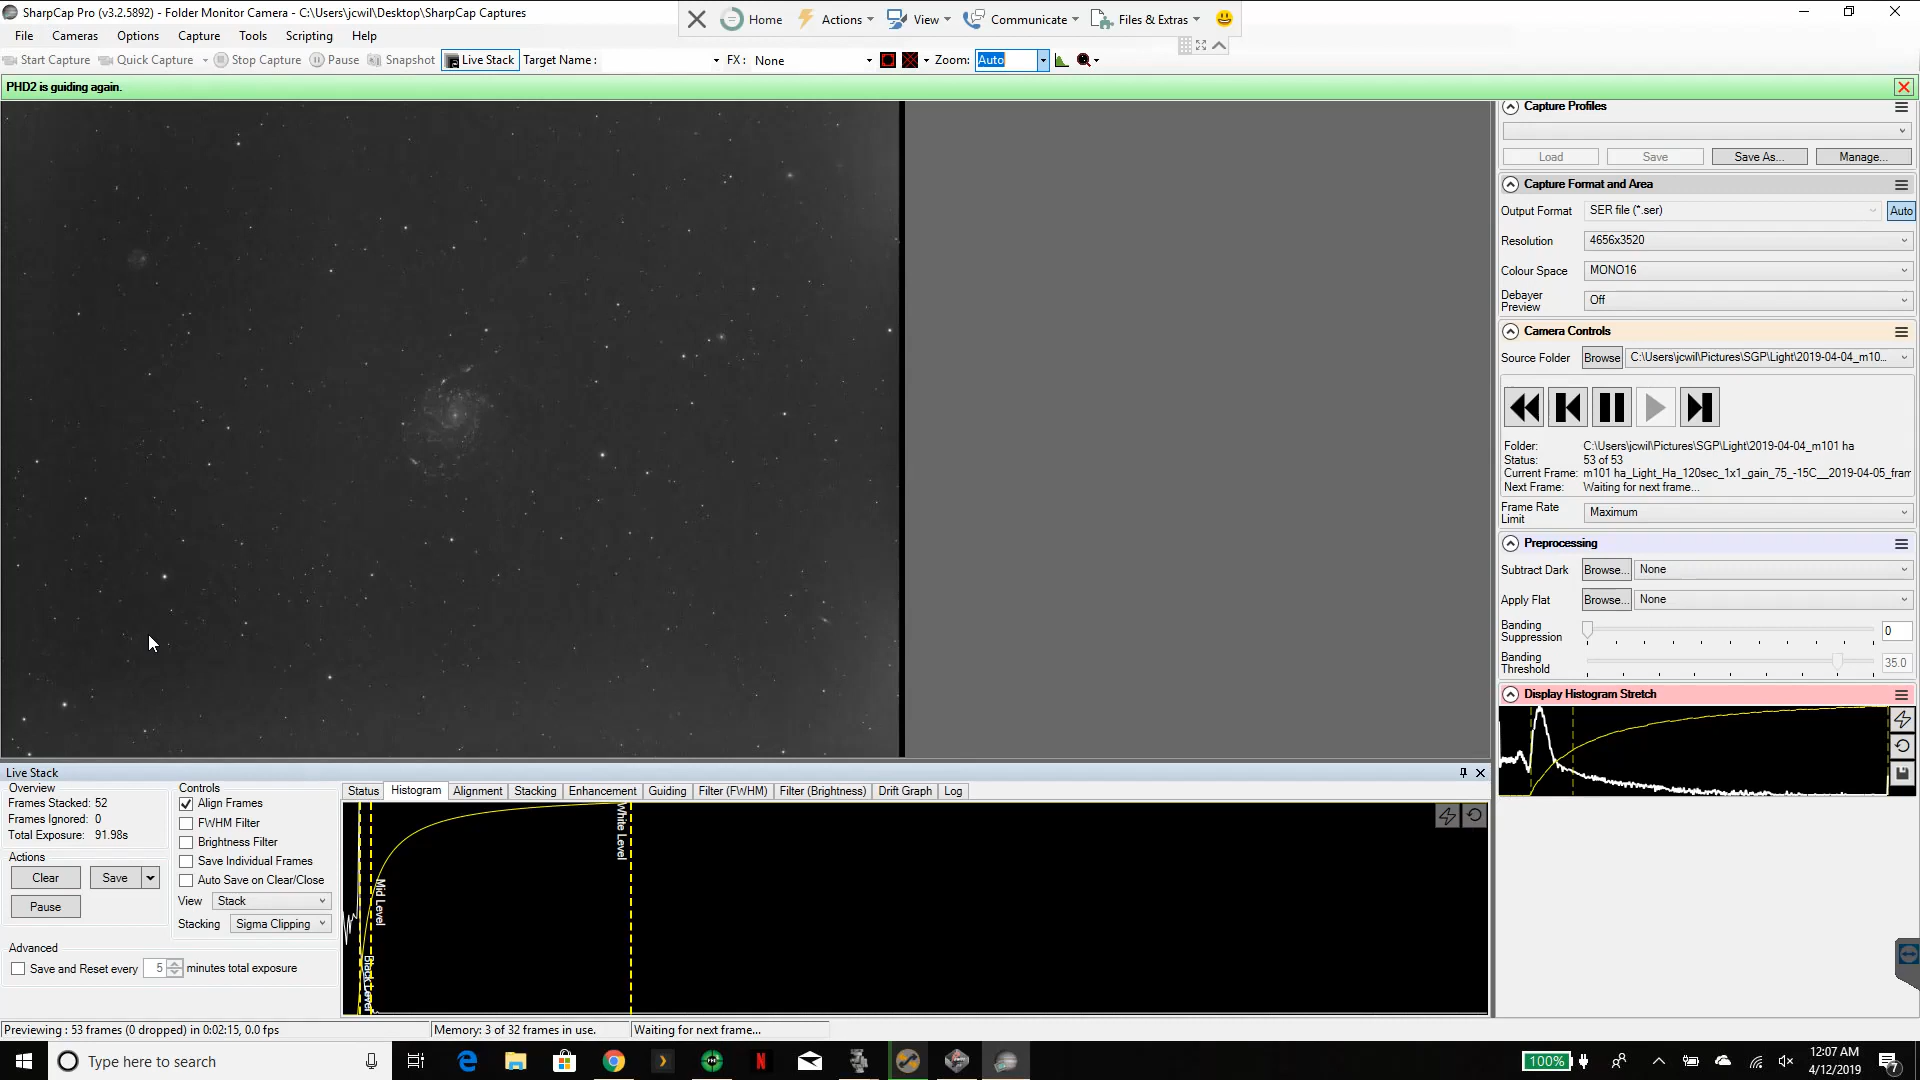 SharpCap Pro (v3.2.5892) - Folder Monitor Camera - C:\Users\jcwil\Desktop\SharpCap Captures
Home Actions View Communicate Files & Extras
File Cameras Options Capture Tools Scripting Help
Start Capture Quick Capture Stop Capture Pause Snapshot Live Stack Target Name : FX : None Zoom: Auto
PHD2 is guiding again.
Capture Profiles
Load Save Save As... Manage...
Capture Format and Area
Output Format SER file (*.ser) Auto
Resolution 4656x3520
Colour Space MONO16
Debayer Preview Off
Camera Controls
Source Folder Browse C:\Users\jcwil\Pictures\SGP\Light\2019-04-04_m10...
Folder: C:\Users\jcwil\Pictures\SGP\Light\2019-04-04_m101 ha
Status: 53 of 53
Current Frame: m101 ha_Light_Ha_120sec_1x1_gain_75_-15C__2019-04-05_fram
Next Frame: Waiting for next frame...
Frame Rate Limit Maximum
Preprocessing
Subtract Dark Browse... None
Apply Flat Browse... None
Banding Suppression 0
Banding Threshold 35.0
Display Histogram Stretch
Live Stack
Overview
Frames Stacked: 52
Frames Ignored: 0
Total Exposure: 91.98s
Actions
Clear Save
Pause
Controls
Align Frames
FWHM Filter
Brightness Filter
Save Individual Frames
Auto Save on Clear/Close
View Stack
Stacking Sigma Clipping
Advanced
Save and Reset every 5 minutes total exposure
Status Histogram Alignment Stacking Enhancement Guiding Filter (FWHM) Filter (Brightness) Drift Graph Log
Black Level
Mid Level
White Level
Previewing : 53 frames (0 dropped) in 0:02:15, 0.0 fps Memory: 3 of 32 frames in use. Waiting for next frame...
Type here to search
100%
12:07 AM
4/12/2019
7